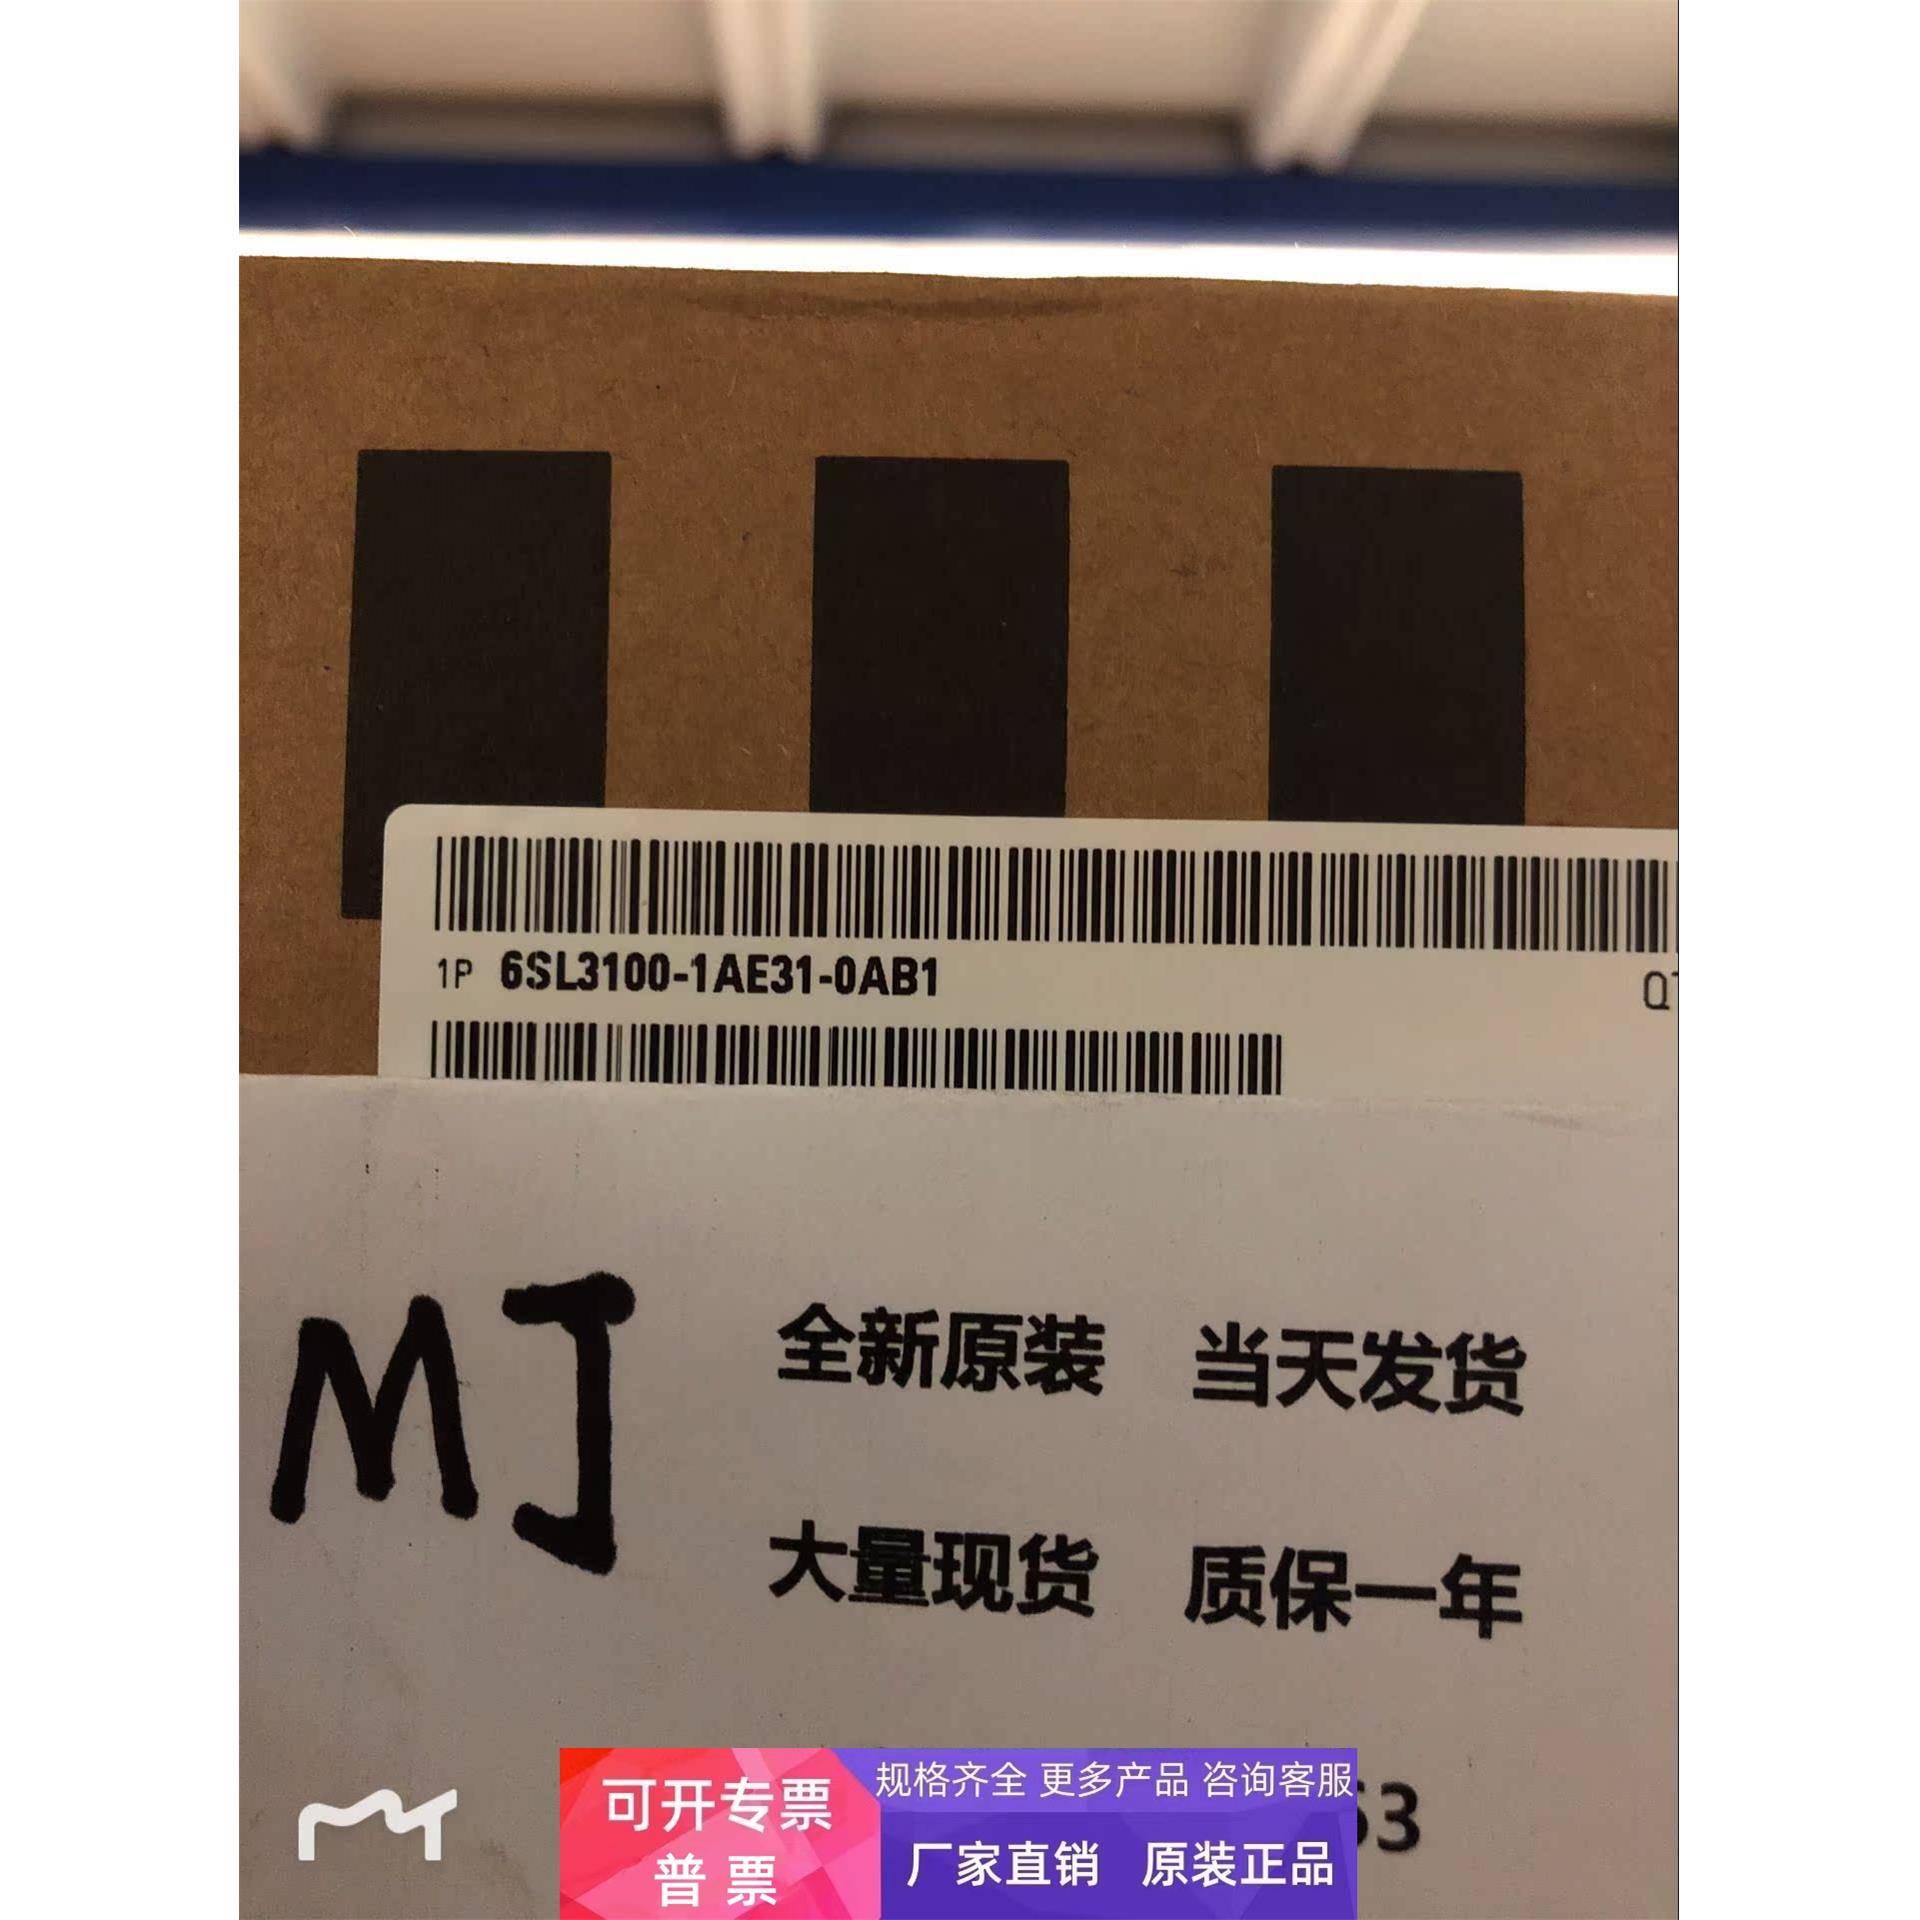 1P 6SL3100-1AE31-0AB1
MJ
全新原装 当天发货
大量现货 质保一年
53
可开专票
普票
规格齐全 更多产品 咨询客服
厂家直销 原装正品